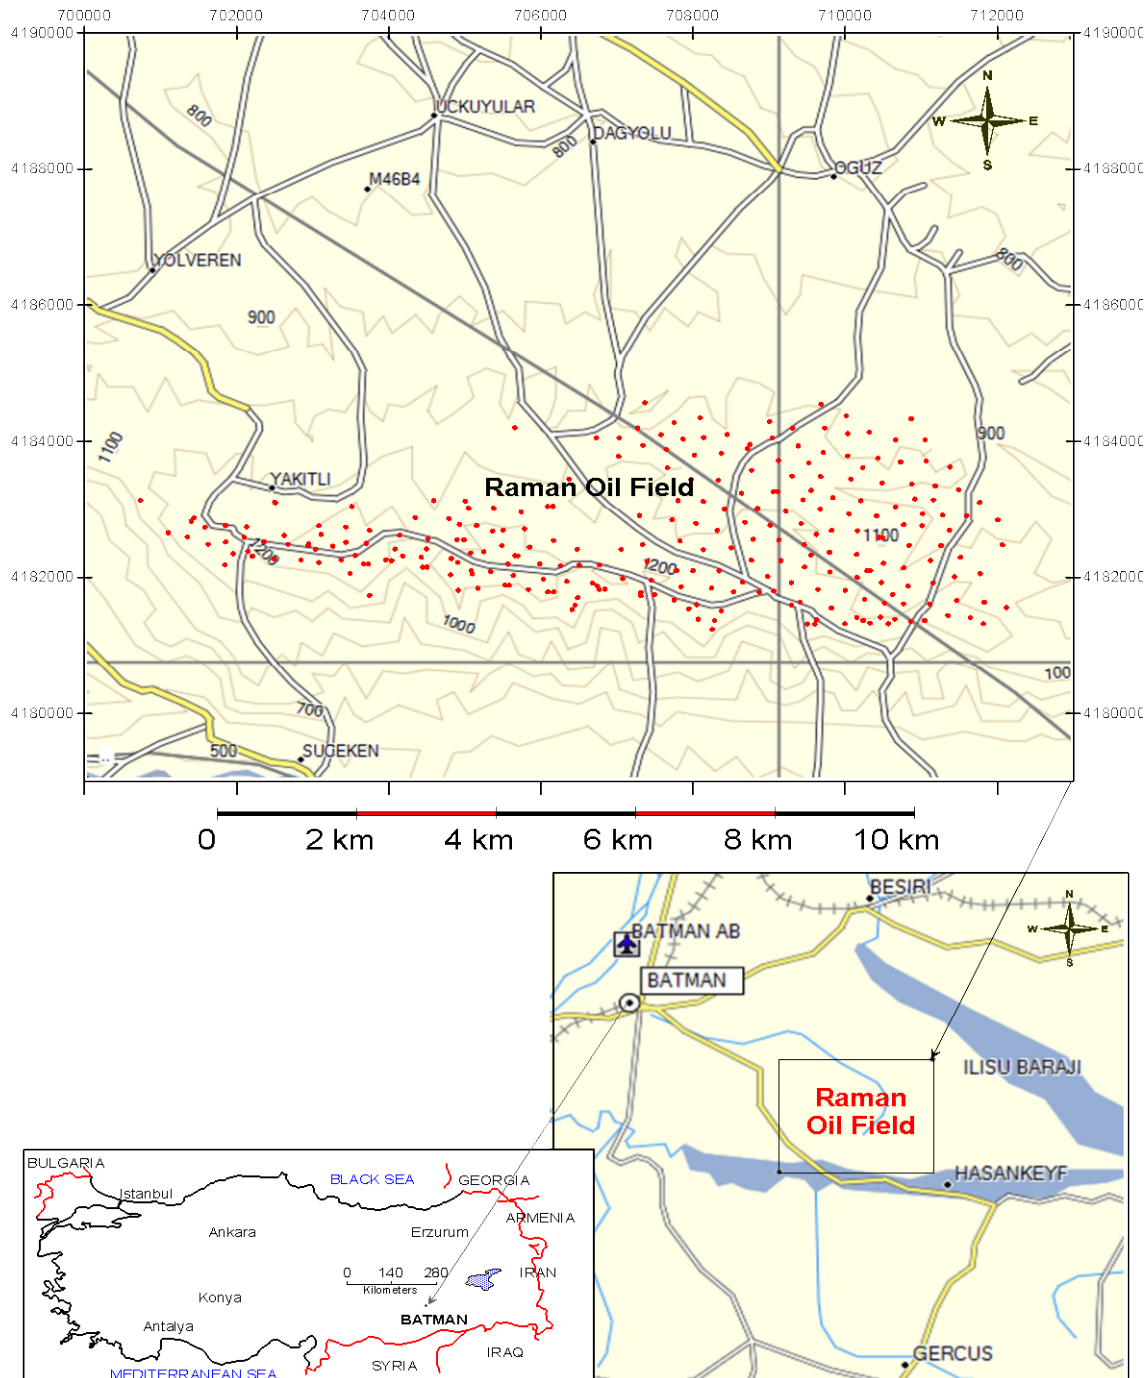 700000 702000 704000 706000 708000 710000 712000
4190000 4190000
N
UCKUYULAR
800
W E
DAGYOLU
800
S
4188000 OGUZ 4188000
M46B4
YOLVEREN 800
4186000 4186000
900
4184000 900 4184000
1100
YAKITLI
Raman Oil Field
1100
1200
1200
4182000 4182000
1000
100
700
4180000 4180000
500 SUCEKEN
..
0 2 km 4 km 6 km 8 km 10 km
BESIRI
N
BATMAN AB
W E
S
BATMAN
ILISU BARAJI
Raman
Oil Field
HASANKEYF
GERCUS
BULGARIA
BLACK SEA GEORGIA
Istanbul
ARMENIA
Ankara Erzurum
0 140 280 IRAN
Kilometers
Konya
BATMAN
Antalya
IRAQ
SYRIA
MEDITERRANEAN SEA